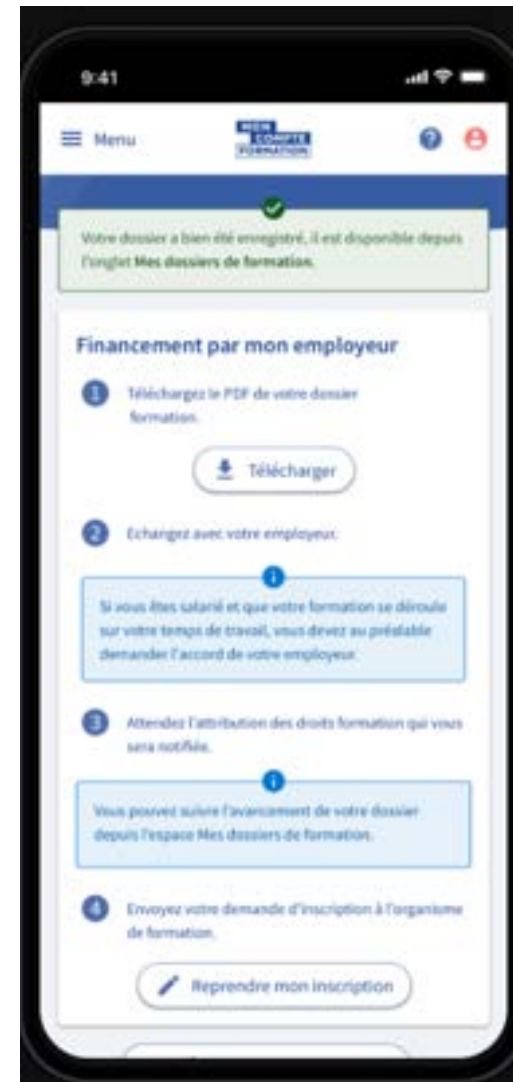 9:41
Menu
MON
COMPTE
FORMATION
Votre dossier a bien été enregistré, il est disponible depuis
l'onglet Mes dossiers de formation.
Financement par mon employeur
1 Téléchargez le PDF de votre dossier
formation.
Télécharger
2 Echangez avec votre employeur.
Si vous êtes salarié et que votre formation se déroule
sur votre temps de travail, vous devez au préalable
demander l'accord de votre employeur.
3 Attendez l'attribution des droits formation qui vous
sera notifiée.
Vous pouvez suivre l'avancement de votre dossier
depuis l'espace Mes dossiers de formation.
4 Envoyez votre demande d'inscription à l'organisme
de formation.
Reprendre mon inscription